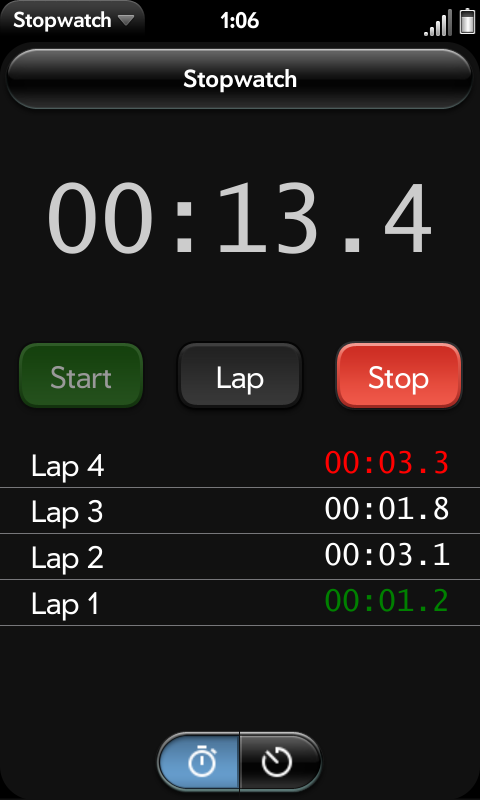 Stopwatch 1:06
Stopwatch
00:13.4
Start Lap Stop
Lap 4 00:03.3
Lap 3 00:01.8
Lap 2 00:03.1
Lap 1 00:01.2